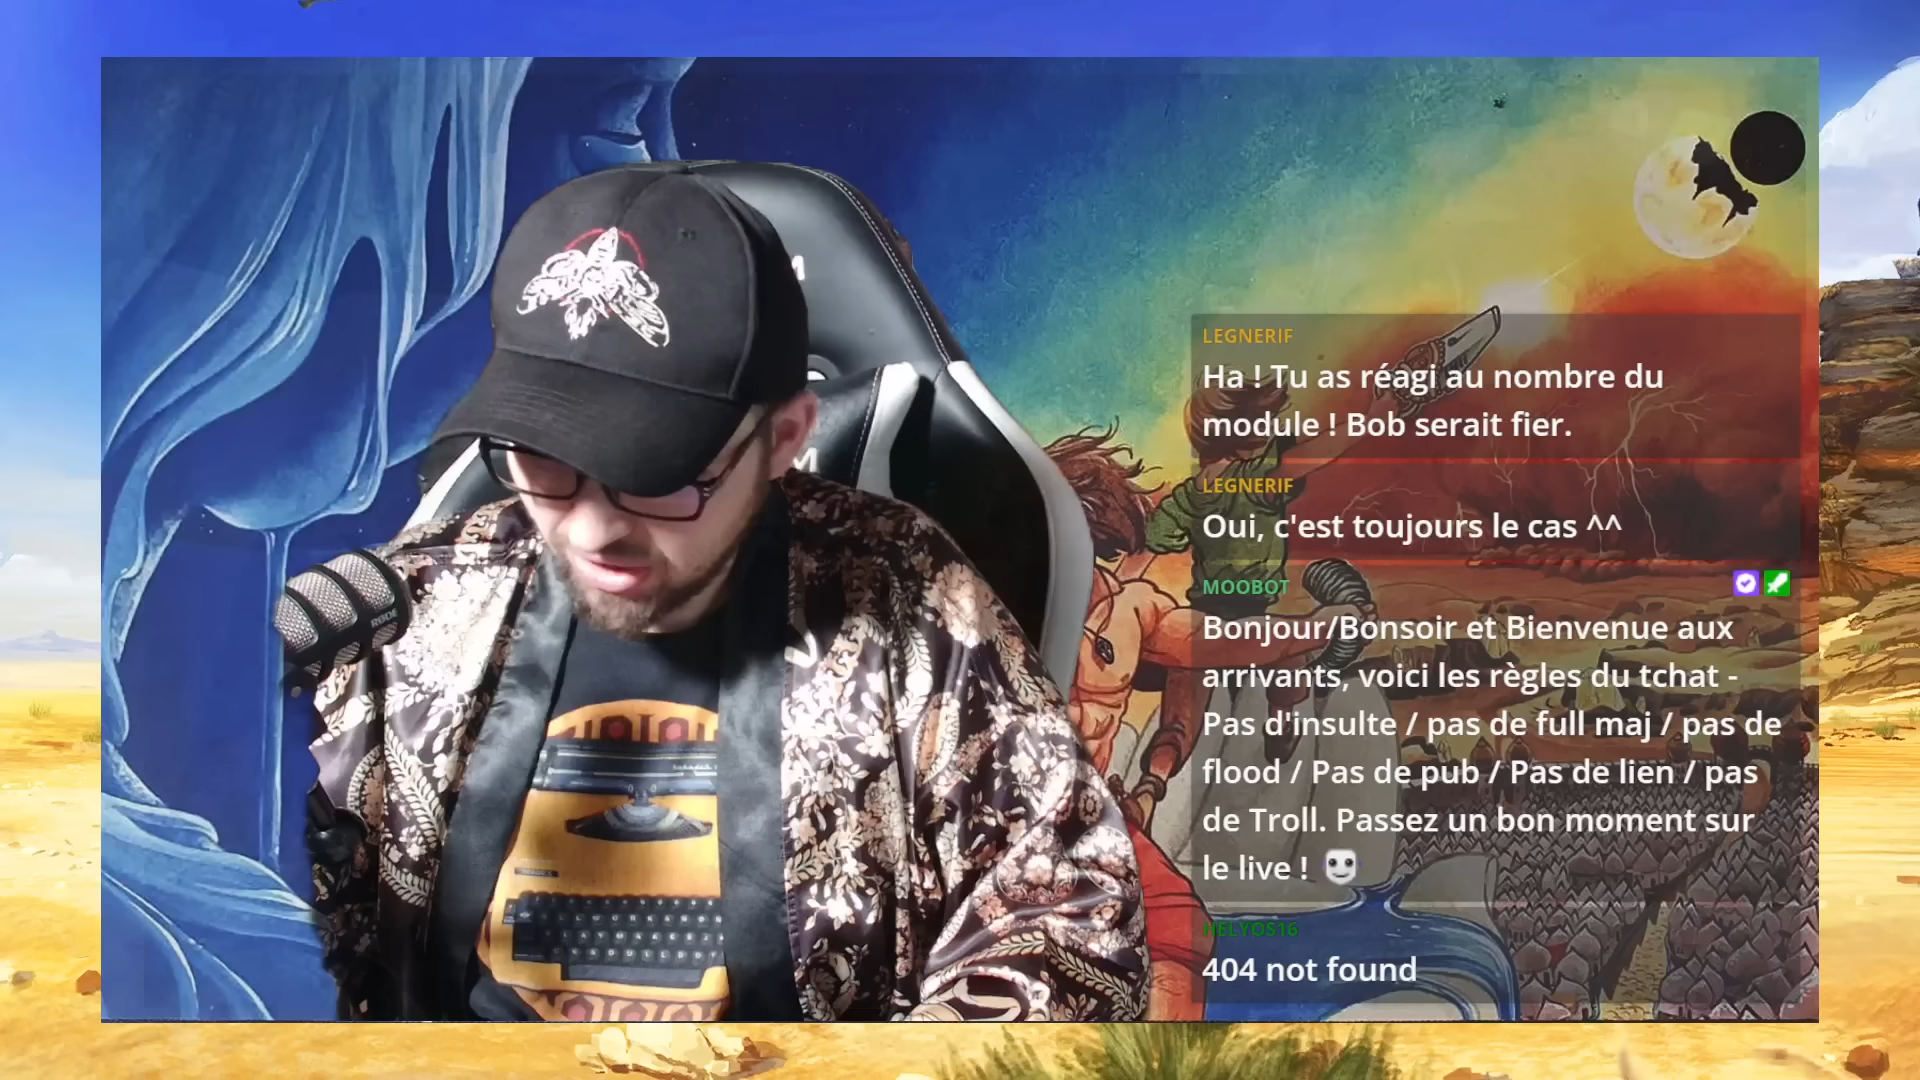 LEGNERIF
Ha ! Tu as réagi au nombre du
module ! Bob serait fier.
LEGNERIF
Oui, c'est toujours le cas ^^
MOOBOT
Bonjour/Bonsoir et Bienvenue aux
arrivants, voici les règles du tchat -
Pas d'insulte / pas de full maj / pas de
flood / Pas de pub / Pas de lien / pas
de Troll. Passez un bon moment sur
le live !
HELYOS16
404 not found
RØDE